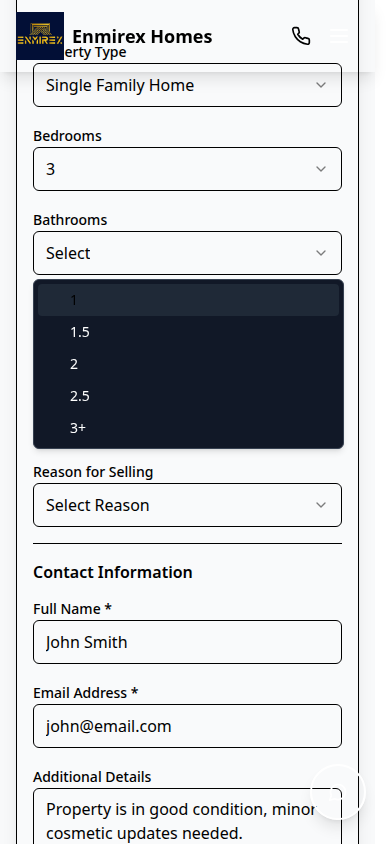 ENMIREX
Enmirex Homes
erty Type
Single Family Home
Bedrooms
3
Bathrooms
Select
1
1.5
2
2.5
3+
Reason for Selling
Select Reason
Contact Information
Full Name *
John Smith
Email Address *
john@email.com
Additional Details
Property is in good condition, minor
cosmetic updates needed.